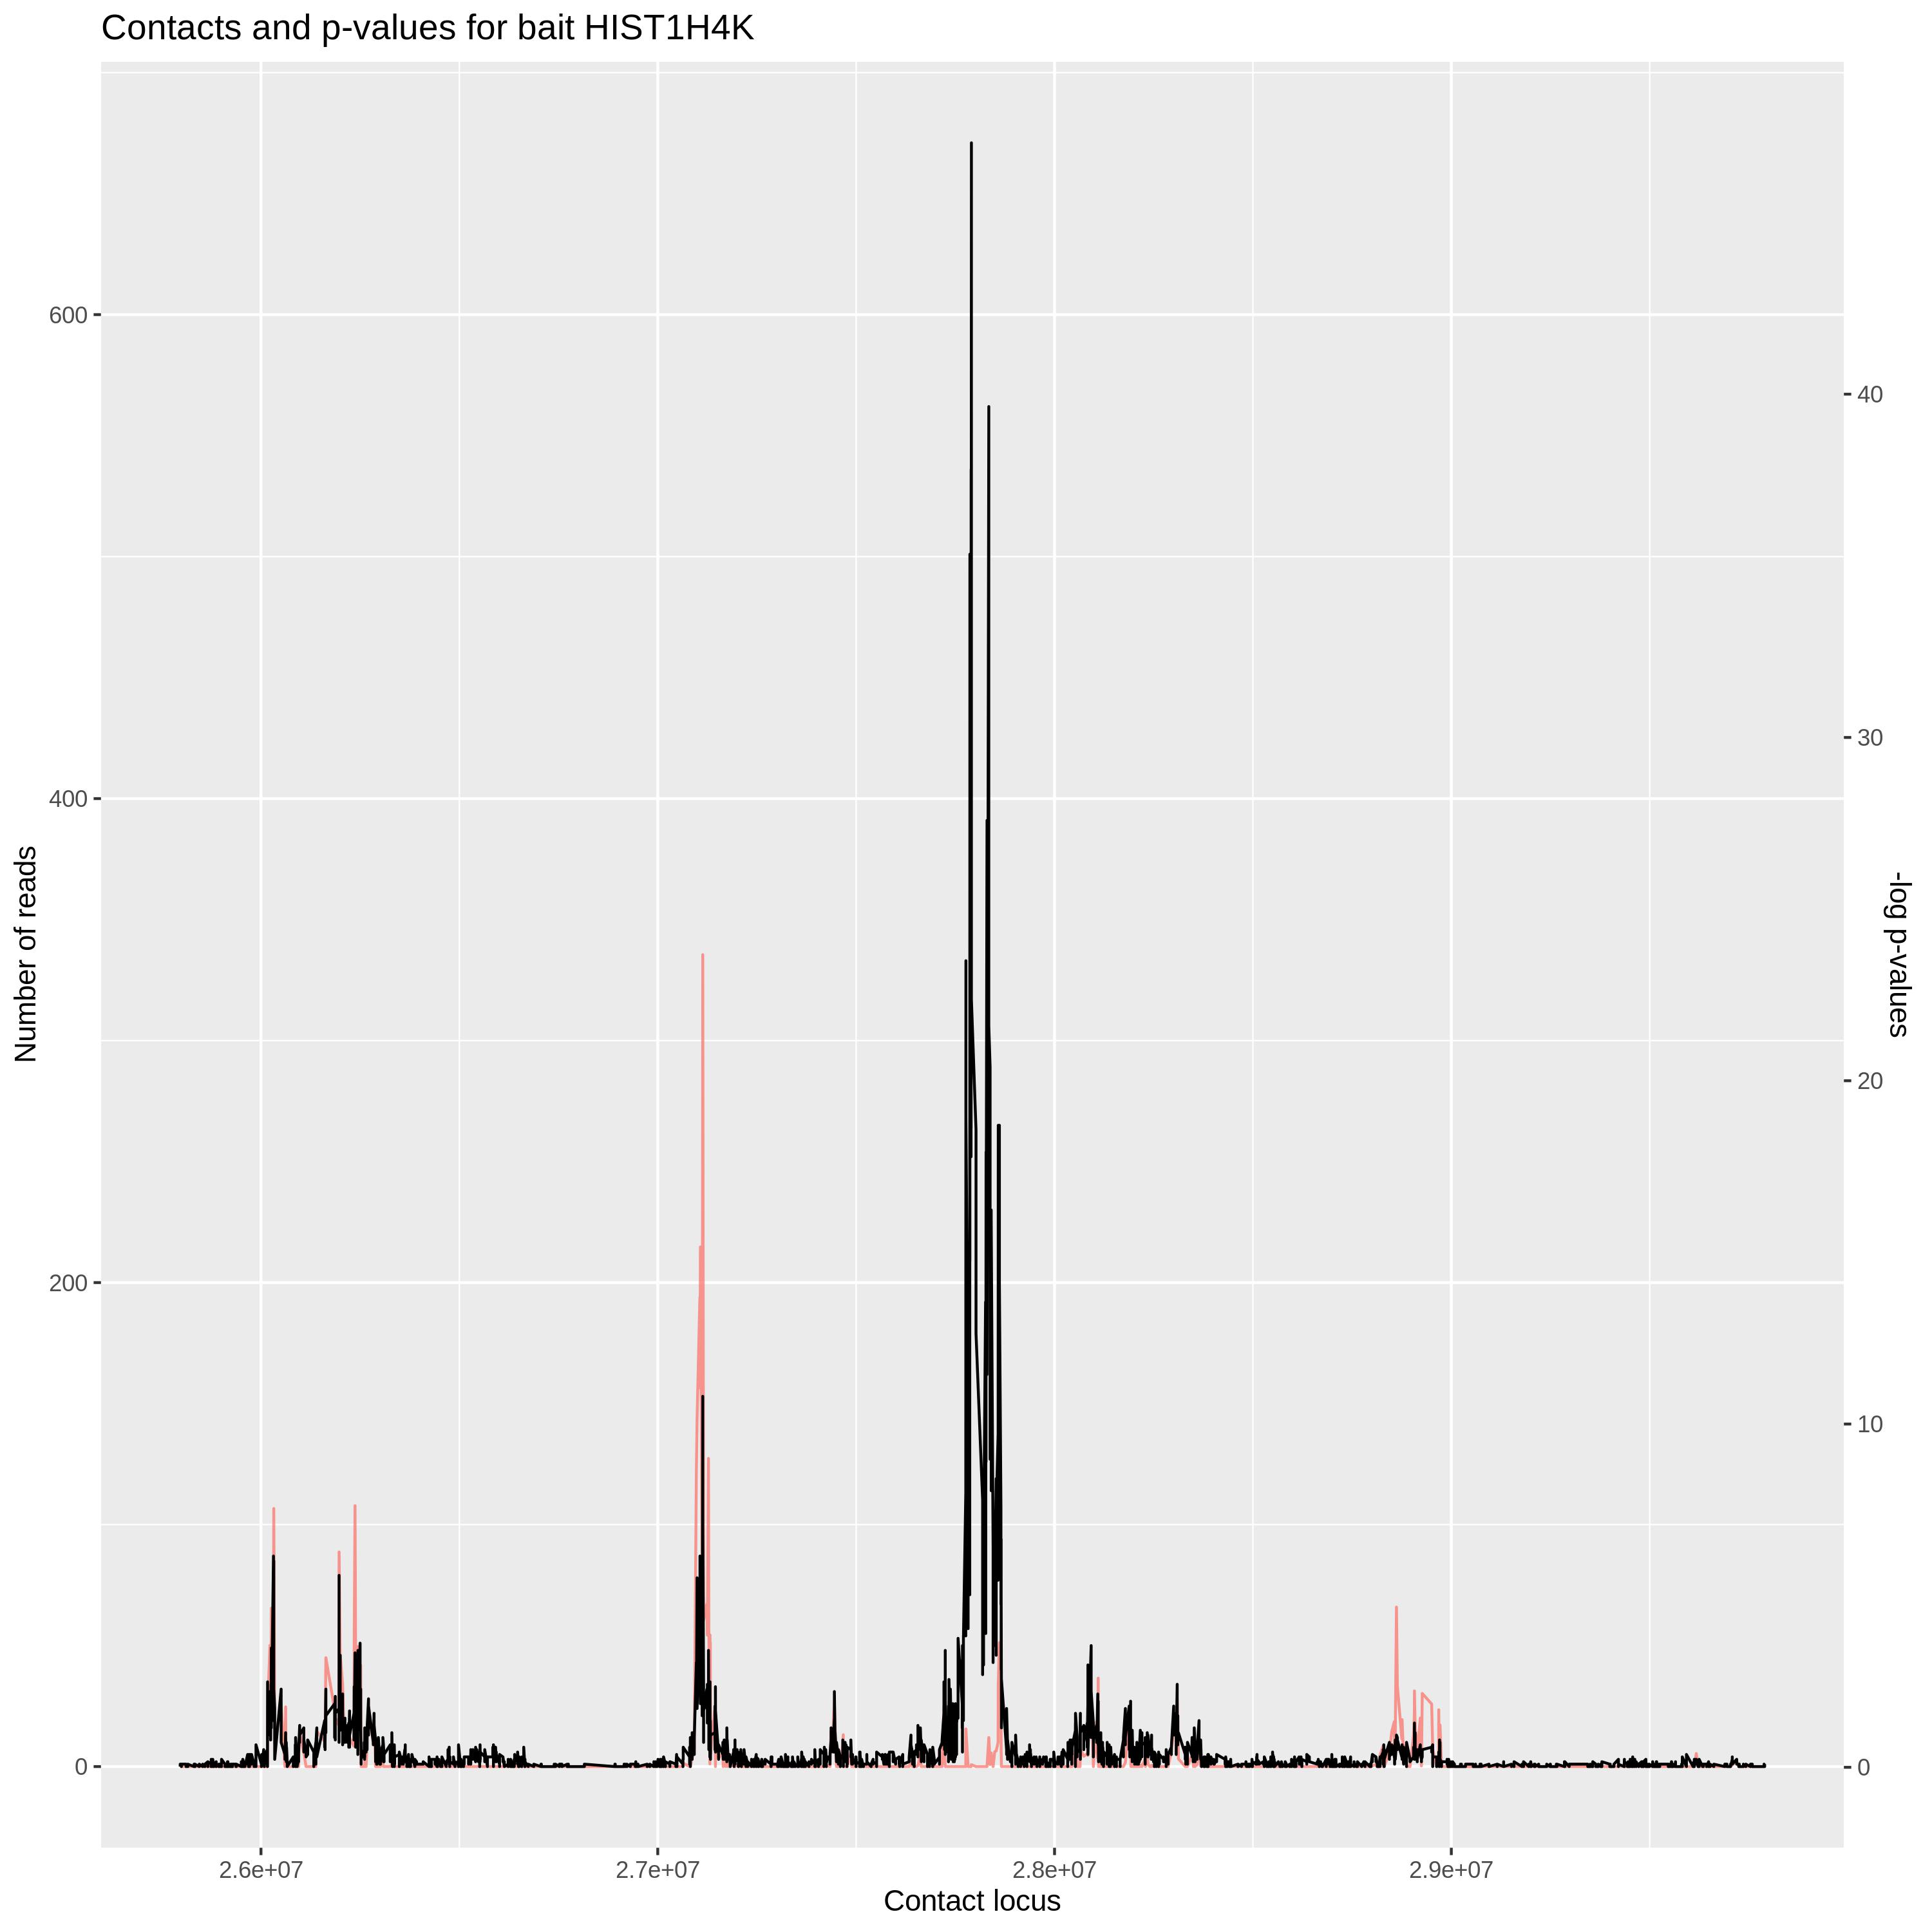 Contacts and p-values for bait HIST1H4K
600
400
200
0
Number of reads
40
30
20
10
0
-log p-values
2.6e+07
2.7e+07
2.8e+07
2.9e+07
Contact locus